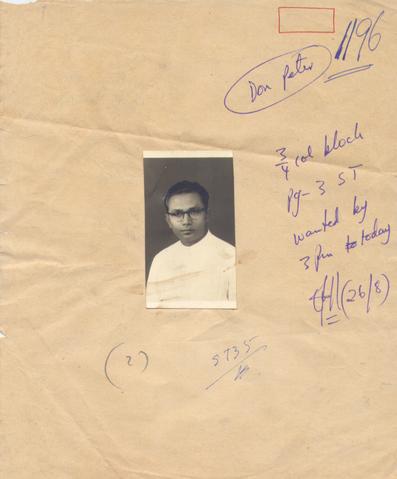 1196
Don Peter
3/4 col block
pg-3 ST
wanted by
3 pm today
(26/8)
(2)
5735